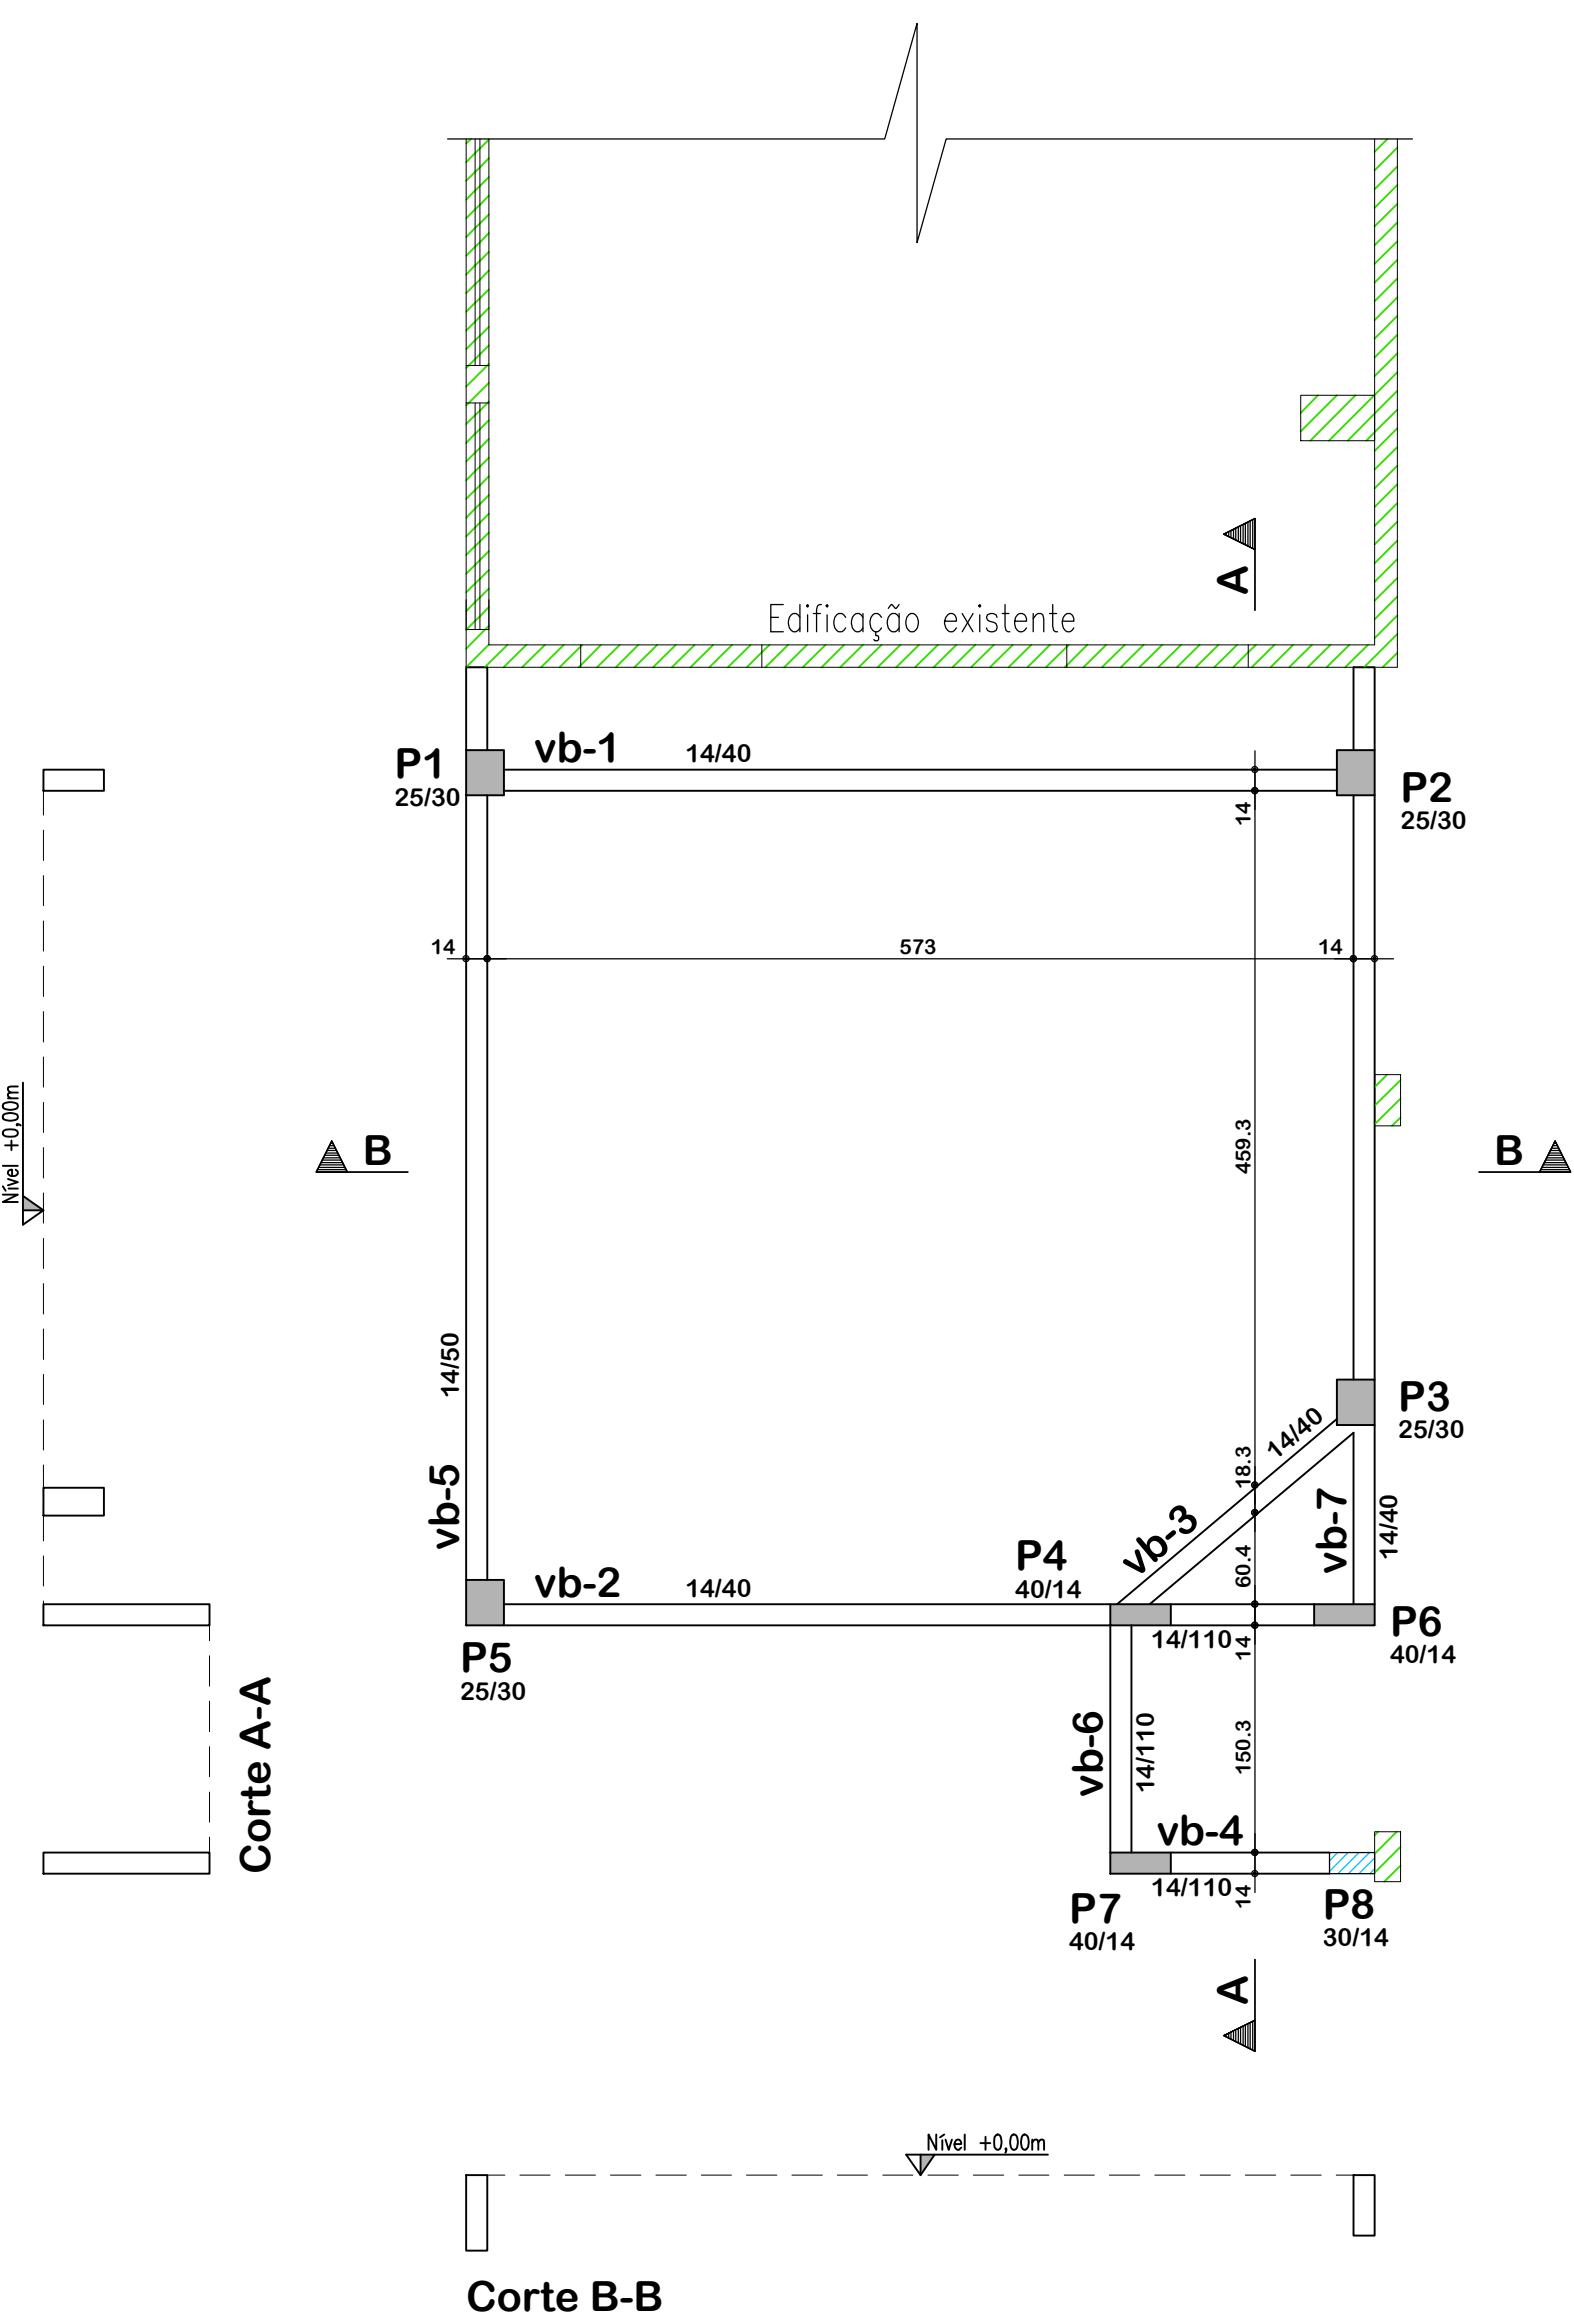 Edificação existente
A
P1
25/30
vb-1
14/40
P2
25/30
14
14
573
14
Nível +0,00m
B
B
459.3
14/50
vb-5
P3
25/30
14/40
18.3
vb-3
vb-7
14/40
60.4
P4
40/14
vb-2
14/40
P5
25/30
14/110
14
P6
40/14
Corte A-A
vb-6
14/110
150.3
vb-4
14/110
14
P7
40/14
P8
30/14
A
Nível +0,00m
Corte B-B